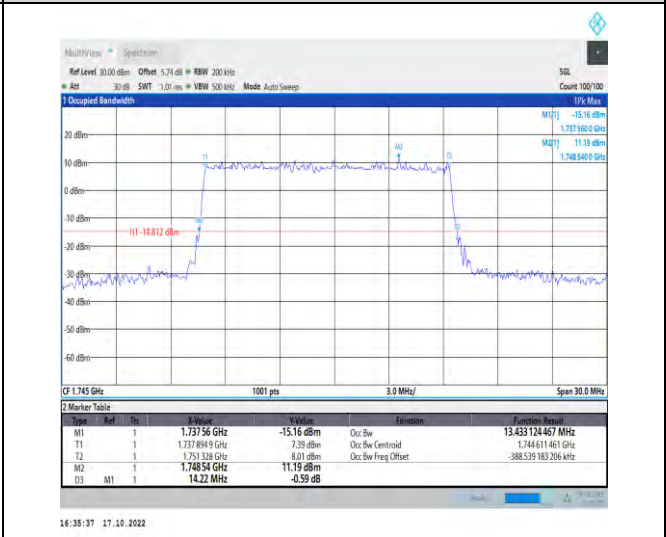 MultiView Spectrum
Ref Level 30.00 dBm Offset 5.74 dB RBW 200 kHz SGL
Att 30 dB SWT 1.01 ms VBW 500 kHz Mode Auto Sweep Count 100/100
1 Occupied Bandwidth 1Pk Max
M1[1] -15.16 dBm
1.737 560 0 GHz
M2[1] 11.19 dBm
1.748 540 0 GHz
20 dBm
10 dBm
0 dBm
-10 dBm
-30 dBm
-40 dBm
-50 dBm
-60 dBm
T1
M2
T2
H1 -14.812 dBm
CF 1.745 GHz 1001 pts 3.0 MHz/ Span 30.0 MHz
2 Marker Table
Type Ref Trc X-Value Y-Value Function Function Result
M1 1 1.737 56 GHz -15.16 dBm Occ Bw 13.433 124 467 MHz
T1 1 1.737 894 9 GHz 7.39 dBm Occ Bw Centroid 1.744 611 461 GHz
T2 1 1.751 328 GHz 8.01 dBm Occ Bw Freq Offset -388.539 183 206 kHz
M2 1 1.748 54 GHz 11.19 dBm
D3 M1 1 14.22 MHz -0.59 dB
16:35:37 17.10.2022